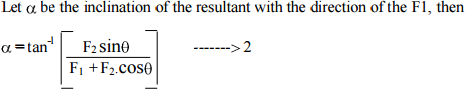 Let α be the inclination of the resultant with the direction of the F1, then
α = tan⁻¹ [ F₂ sinθ / F₁ + F₂.cosθ ] -------> 2